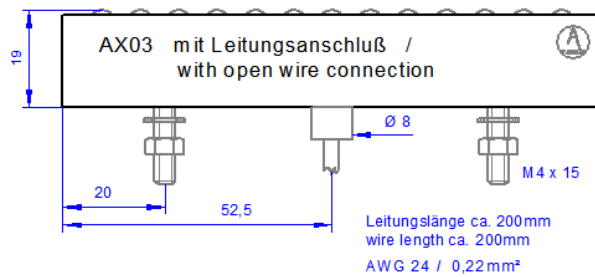 AX03 mit Leitungsanschluß /
with open wire connection
A
19
Ø 8
20
M4 x 15
52,5
Leitungslänge ca. 200mm
wire length ca. 200mm
AWG 24 / 0,22mm²